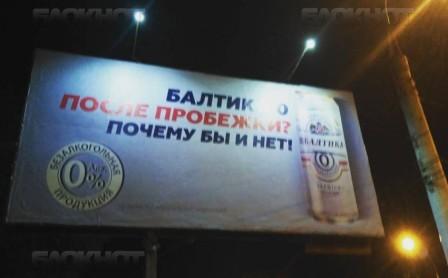 БЛОКНОТ
БЛОКНОТ
БАЛТИКА 0
ПОСЛЕ ПРОБЕЖКИ?
ПОЧЕМУ БЫ И НЕТ!
БЕЗАЛКОГОЛЬНАЯ
0
%
ПРОДУКЦИЯ
БАЛТИКА
0
БЛОКНОТ
БЛОКНОТ